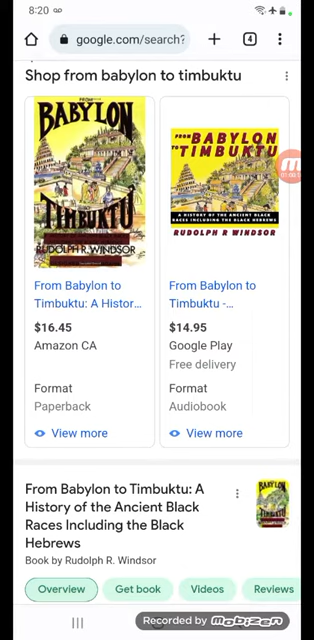 8:20
google.com/search?
4
Shop from babylon to timbuktu
FROM
BABYLON
TO
TIMBUKTU
RUDOLPH R. WINDSOR
FROM BABYLON
TO TIMBUKTU
A HISTORY OF THE ANCIENT BLACK
RACES INCLUDING THE BLACK HEBREWS
RUDOLPH R WINDSOR
From Babylon to
Timbuktu: A Histor...
$16.45
Amazon CA
Format
Paperback
View more
From Babylon to
Timbuktu -...
$14.95
Google Play
Free delivery
Format
Audiobook
View more
From Babylon to Timbuktu: A
History of the Ancient Black
Races Including the Black
Hebrews
Book by Rudolph R. Windsor
BABYLON
TIMBUKTU
Overview
Get book
Videos
Reviews
Recorded by mobizen